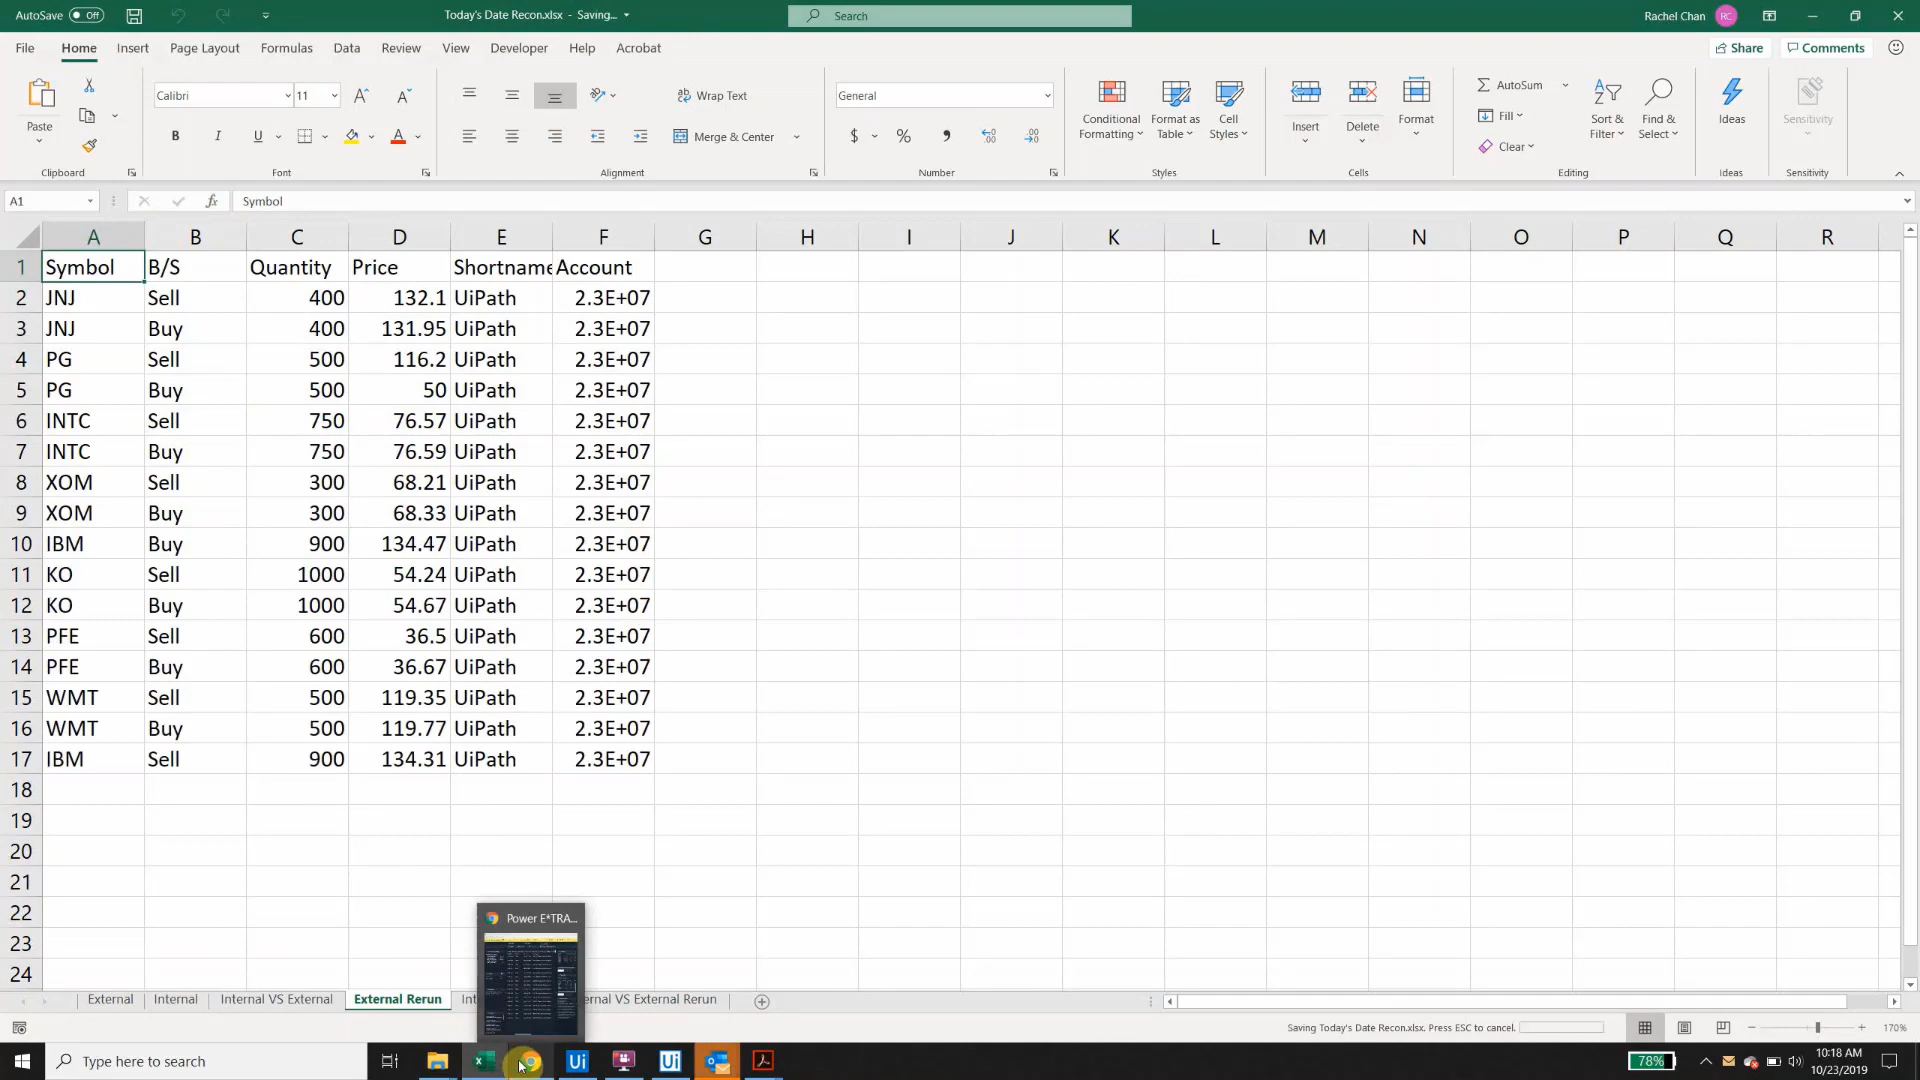 AutoSave Off Today's Date Recon.xlsx - Saving... Search Rachel Chan RC
File Home Insert Page Layout Formulas Data Review View Developer Help Acrobat Share Comments
Paste Calibri 11 Wrap Text General Conditional Formatting Format as Table Cell Styles Insert Delete Format AutoSum Sort & Filter Find & Select Ideas Sensitivity
B I U A Merge & Center $ % Fill
Clear
Clipboard Font Alignment Number Styles Cells Editing Ideas Sensitivity
A1 fx Symbol
A B C D E F G H I J K L M N O P Q R
1 Symbol B/S Quantity Price Shortname Account
2 JNJ Sell 400 132.1 UiPath 2.3E+07
3 JNJ Buy 400 131.95 UiPath 2.3E+07
4 PG Sell 500 116.2 UiPath 2.3E+07
5 PG Buy 500 50 UiPath 2.3E+07
6 INTC Sell 750 76.57 UiPath 2.3E+07
7 INTC Buy 750 76.59 UiPath 2.3E+07
8 XOM Sell 300 68.21 UiPath 2.3E+07
9 XOM Buy 300 68.33 UiPath 2.3E+07
10 IBM Buy 900 134.47 UiPath 2.3E+07
11 KO Sell 1000 54.24 UiPath 2.3E+07
12 KO Buy 1000 54.67 UiPath 2.3E+07
13 PFE Sell 600 36.5 UiPath 2.3E+07
14 PFE Buy 600 36.67 UiPath 2.3E+07
15 WMT Sell 500 119.35 UiPath 2.3E+07
16 WMT Buy 500 119.77 UiPath 2.3E+07
17 IBM Sell 900 134.31 UiPath 2.3E+07
18
19
20
21
22
23
24
Power E*TRA...
External Internal Internal VS External External Rerun Int rnal VS External Rerun
Saving Today's Date Recon.xlsx. Press ESC to cancel. 170%
Type here to search Ui Ui 78% 10:18 AM
10/23/2019